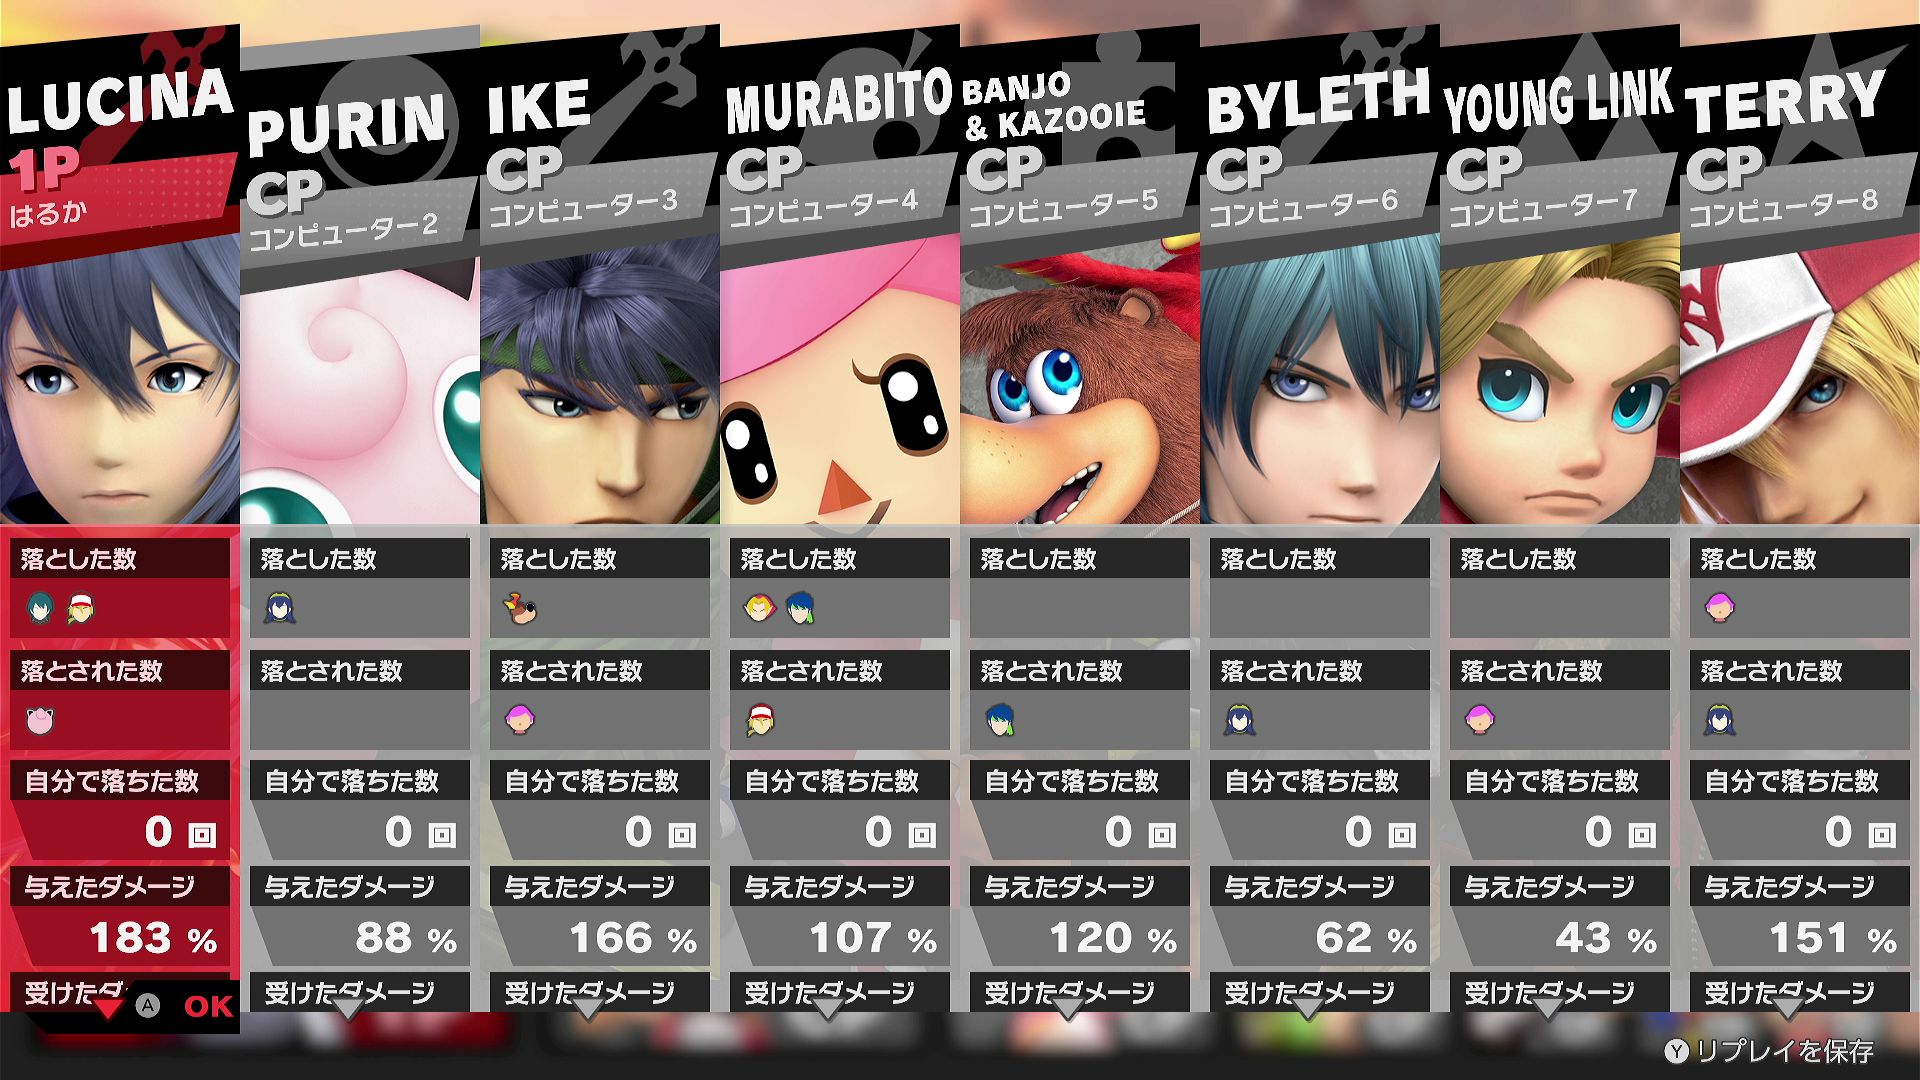 LUCINA
1P
はるか
落とした数
落とされた数
自分で落ちた数
0 回
与えたダメージ
183 %
A OK
PURIN
CP
コンピューター2
落とした数
落とされた数
自分で落ちた数
0 回
与えたダメージ
88 %
受けたダメージ
IKE
CP
コンピューター3
落とした数
落とされた数
自分で落ちた数
0 回
与えたダメージ
166 %
受けたダメージ
MURABITO
CP
コンピューター4
落とした数
落とされた数
自分で落ちた数
0 回
与えたダメージ
107 %
受けたダメージ
BANJO
& KAZOOIE
CP
コンピューター5
落とした数
落とされた数
自分で落ちた数
0 回
与えたダメージ
120 %
受けたダメージ
BYLETH
CP
コンピューター6
落とした数
落とされた数
自分で落ちた数
0 回
与えたダメージ
62 %
受けたダメージ
YOUNG LINK
CP
コンピューター7
落とした数
落とされた数
自分で落ちた数
0 回
与えたダメージ
43 %
受けたダメージ
TERRY
CP
コンピューター8
落とした数
落とされた数
自分で落ちた数
0 回
与えたダメージ
151 %
受けたダメージ
Y リプレイを保存